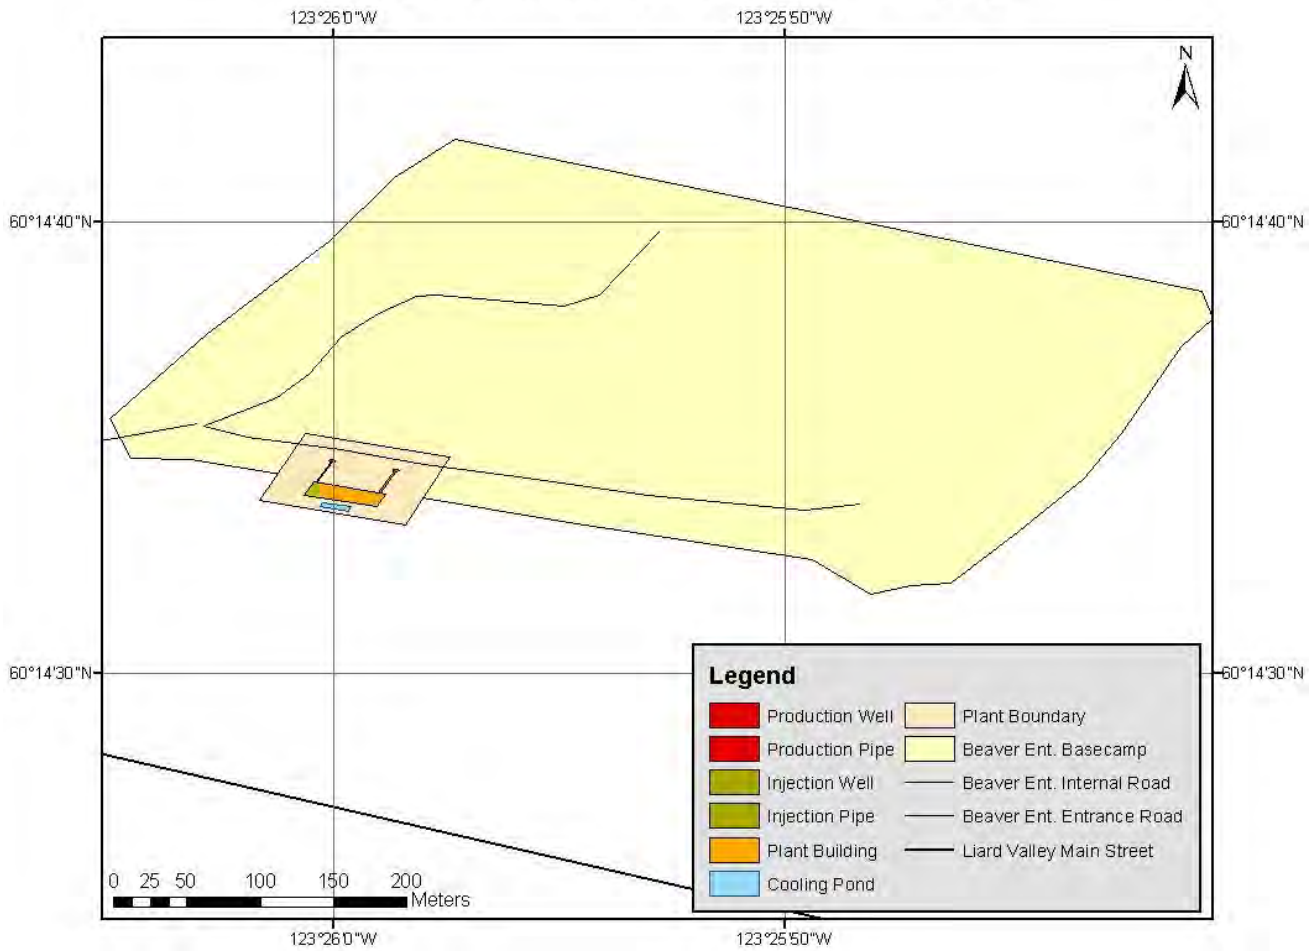 123°26'0"W 123°25'50"W
N
60°14'40"N 60°14'40"N
60°14'30"N 60°14'30"N
Legend
Production Well Plant Boundary
Production Pipe Beaver Ent. Basecamp
Injection Well Beaver Ent. Internal Road
Injection Pipe Beaver Ent. Entrance Road
Plant Building Liard Valley Main Street
Cooling Pond
0 25 50 100 150 200
Meters
123°26'0"W 123°25'50"W